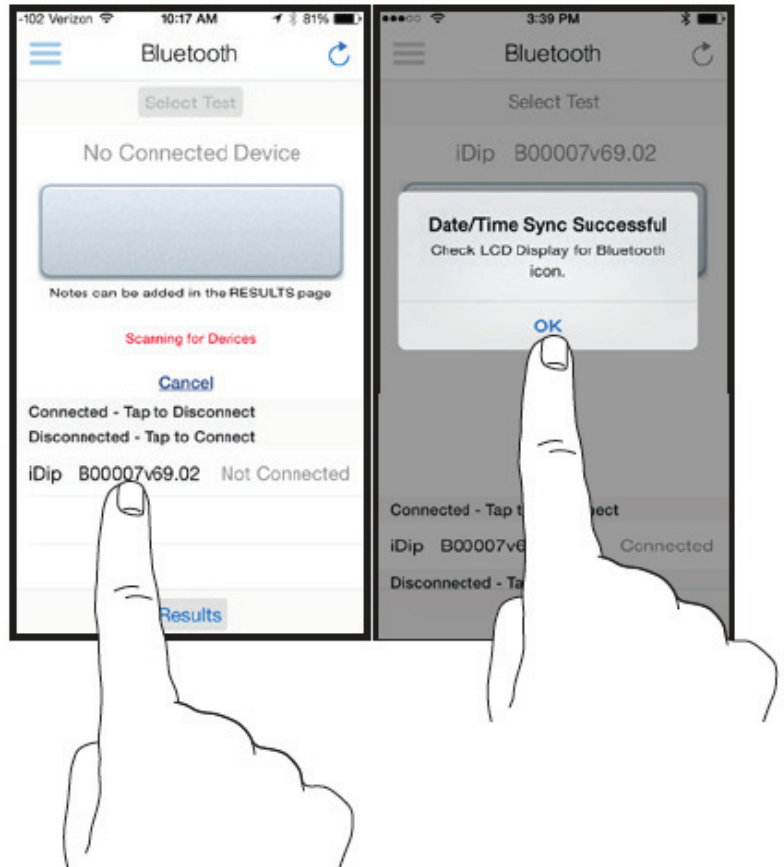 -102 Verizon 10:17 AM 81%
Bluetooth
Select Test
No Connected Device
Notes can be added in the RESULTS page
Scanning for Devices
Cancel
Connected - Tap to Disconnect
Disconnected - Tap to Connect
iDip B00007v69.02 Not Connected
Results
3:39 PM
Bluetooth
Select Test
iDip B00007v69.02
Date/Time Sync Successful
Check LCD Display for Bluetooth
icon.
OK
Connected - Tap t ect
iDip B00007v6 Connected
Disconnected - Ta